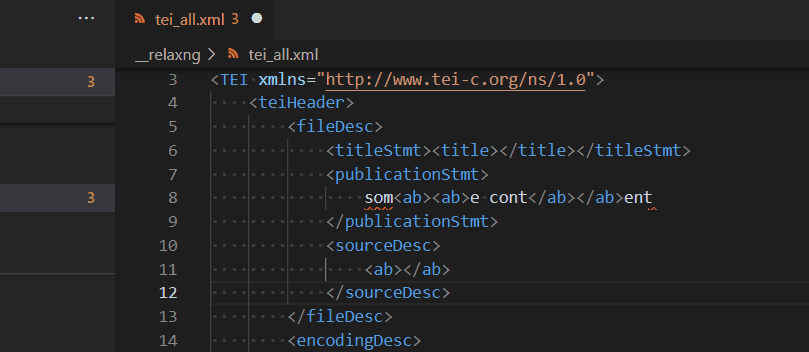 ...
tei_all.xml 3
__relaxng > tei_all.xml
3
3
3 <TEI xmlns="http://www.tei-c.org/ns/1.0">
4 <teiHeader>
5 <fileDesc>
6 <titleStmt><title></title></titleStmt>
7 <publicationStmt>
8 som<ab><ab>e cont</ab></ab>ent
9 </publicationStmt>
10 <sourceDesc>
11 <ab></ab>
12 </sourceDesc>
13 </fileDesc>
14 <encodingDesc>